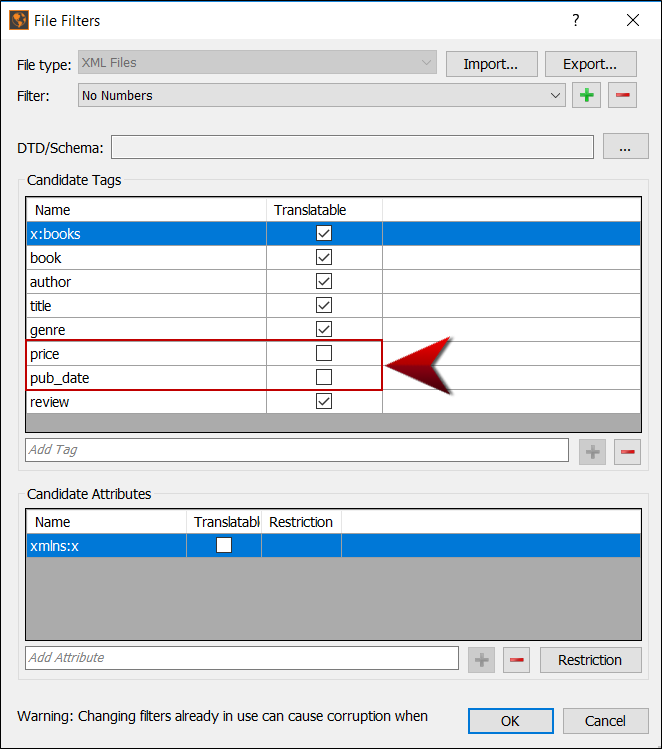 File Filters
File type: XML Files Import... Export...
Filter: No Numbers
DTD/Schema: ...
Candidate Tags
Name Translatable
x:books
book
author
title
genre
price
pub_date
review
Add Tag
Candidate Attributes
Name Translatabl Restriction
xmlns:x
Add Attribute Restriction
Warning: Changing filters already in use can cause corruption when
OK Cancel